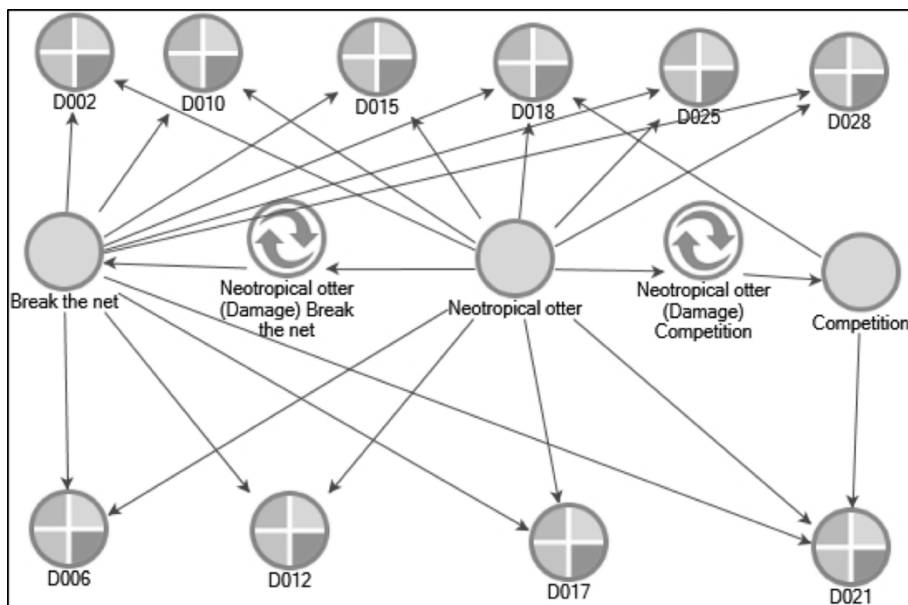 D002
D010
D015
D018
D025
D028
Break the net
Neotropical otter
(Damage) Break
the net
Neotropical otter
Neotropical otter
(Damage)
Competition
Competition
D006
D012
D017
D021